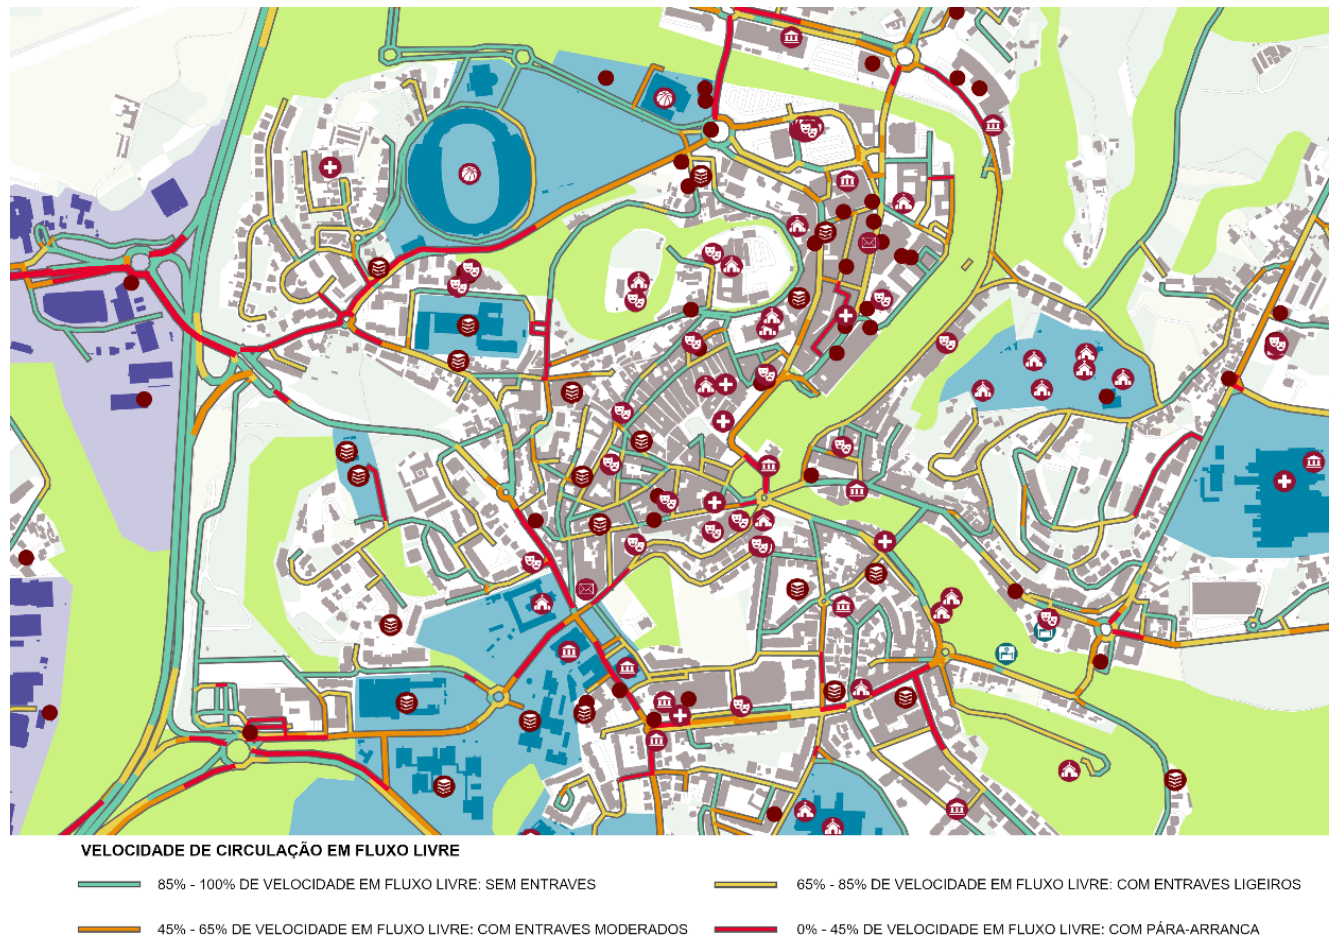 VELOCIDADE DE CIRCULAÇÃO EM FLUXO LIVRE
85% - 100% DE VELOCIDADE EM FLUXO LIVRE: SEM ENTRAVES
65% - 85% DE VELOCIDADE EM FLUXO LIVRE: COM ENTRAVES LIGEIROS
45% - 65% DE VELOCIDADE EM FLUXO LIVRE: COM ENTRAVES MODERADOS
0% - 45% DE VELOCIDADE EM FLUXO LIVRE: COM PÁRA-ARRANCA